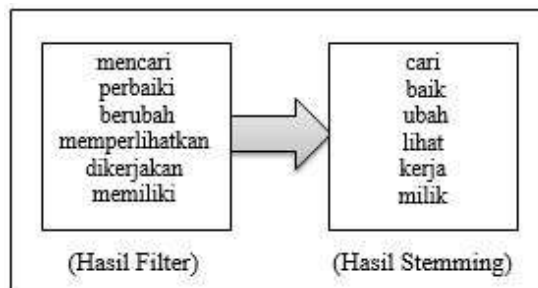 mencari
perbaiki
berubah
memperlihatkan
dikerjakan
memiliki
(Hasil Filter)
cari
baik
ubah
lihat
kerja
milik
(Hasil Stemming)